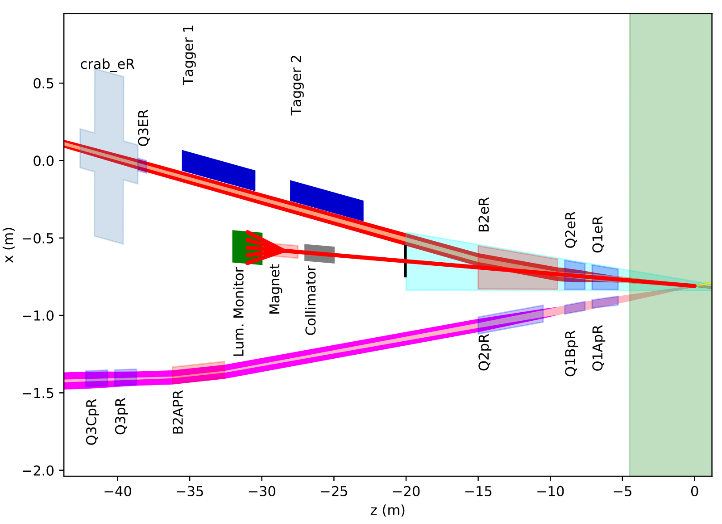 crab_eR
Q3ER
Tagger 1
Tagger 2
B2eR
Q2eR
Q1eR
Lum. Monitor
Magnet
Collimator
Q3CpR
Q3pR
B2APR
Q2pR
Q1BpR
Q1ApR
0.5
0.0
−0.5
−1.0
−1.5
−2.0
x (m)
−40
−35
−30
−25
−20
−15
−10
−5
0
z (m)